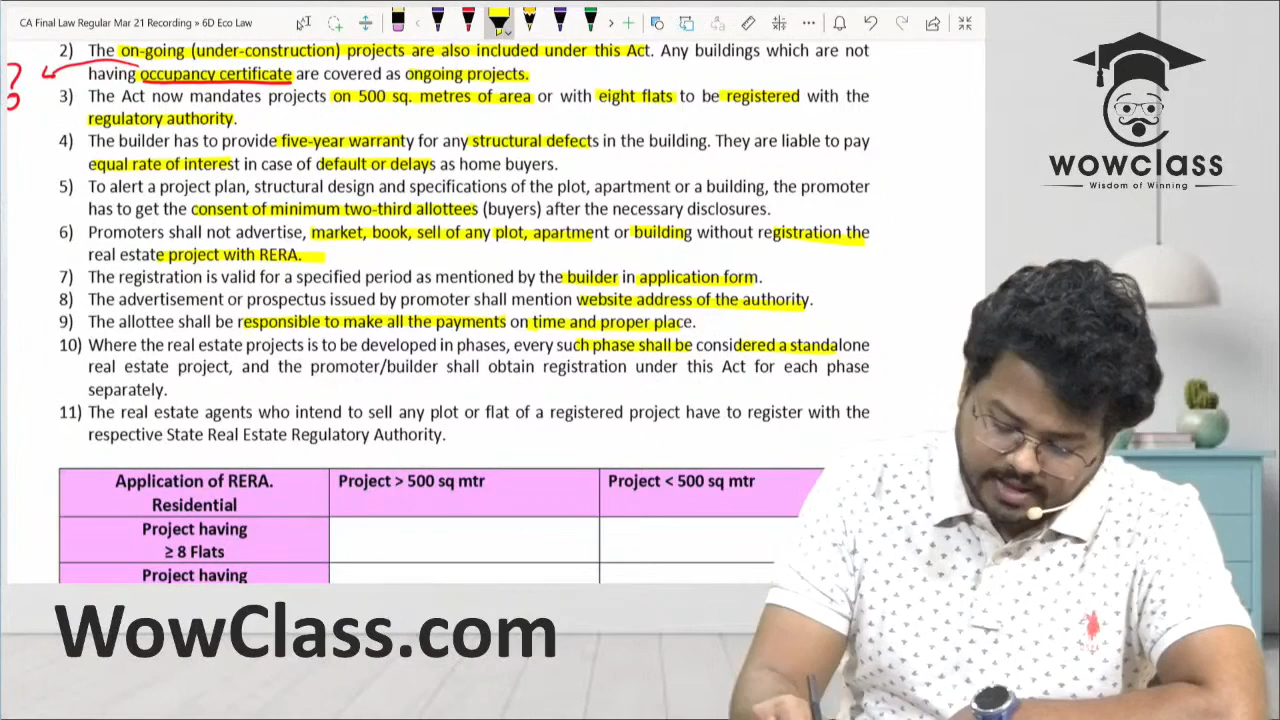 CA Final Law Regular Mar 21 Recording » 6D Eco Law
2) The on-going (under-construction) projects are also included under this Act. Any buildings which are not
having occupancy certificate are covered as ongoing projects.
3) The Act now mandates projects on 500 sq. metres of area or with eight flats to be registered with the
regulatory authority.
4) The builder has to provide five-year warranty for any structural defects in the building. They are liable to pay
equal rate of interest in case of default or delays as home buyers.
5) To alert a project plan, structural design and specifications of the plot, apartment or a building, the promoter
has to get the consent of minimum two-third allottees (buyers) after the necessary disclosures.
6) Promoters shall not advertise, market, book, sell of any plot, apartment or building without registration the
real estate project with RERA.
7) The registration is valid for a specified period as mentioned by the builder in application form.
8) The advertisement or prospectus issued by promoter shall mention website address of the authority.
9) The allottee shall be responsible to make all the payments on time and proper place.
10) Where the real estate projects is to be developed in phases, every such phase shall be considered a standalone
real estate project, and the promoter/builder shall obtain registration under this Act for each phase
separately.
11) The real estate agents who intend to sell any plot or flat of a registered project have to register with the
respective State Real Estate Regulatory Authority.
Application of RERA. Project > 500 sq mtr Project < 500 sq mtr
Residential
Project having
≥ 8 Flats
Project having
wowclass
Wisdom of Winning
WowClass.com